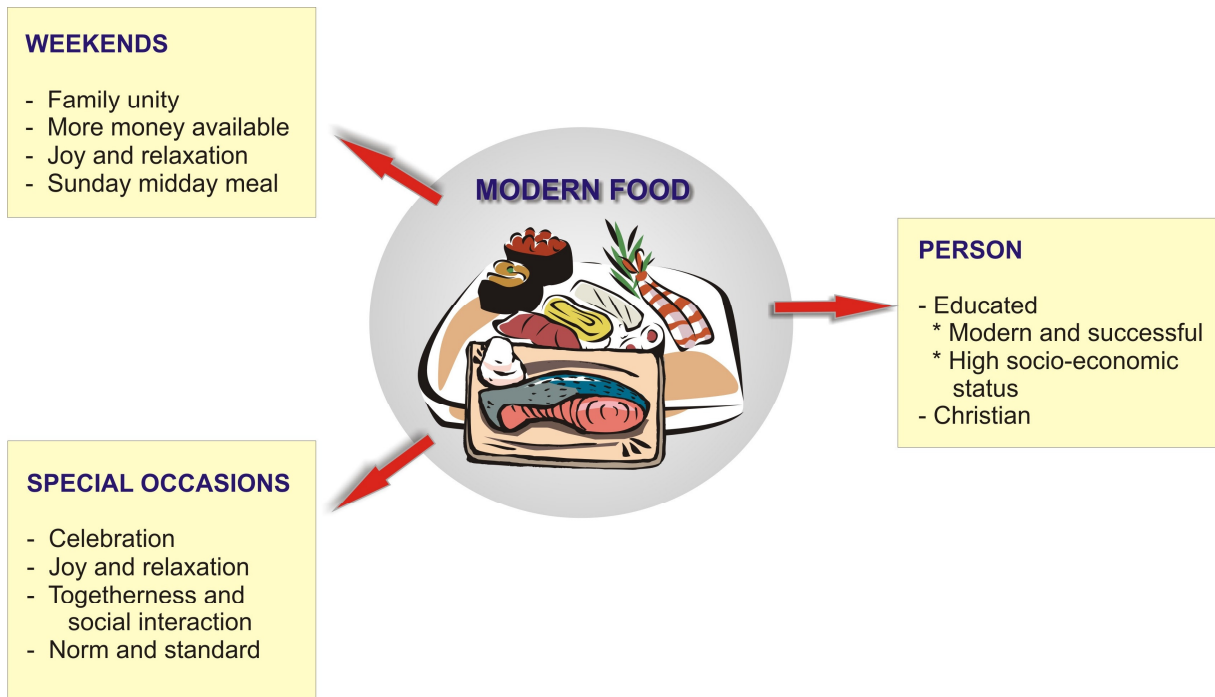 WEEKENDS
- Family unity
- More money available
- Joy and relaxation
- Sunday midday meal
MODERN FOOD
PERSON
- Educated
* Modern and successful
* High socio-economic
status
- Christian
SPECIAL OCCASIONS
- Celebration
- Joy and relaxation
- Togetherness and
social interaction
- Norm and standard